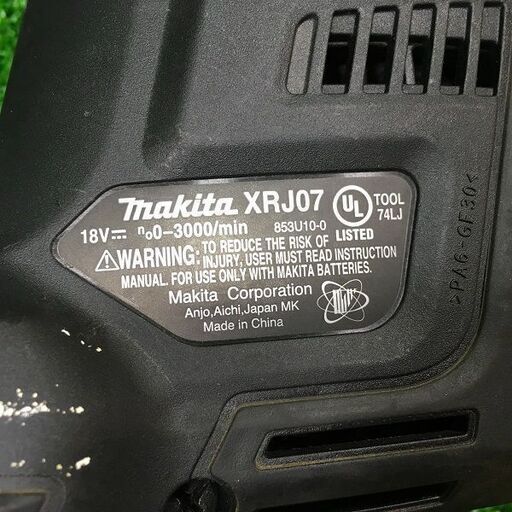 makita XRJ07
18V⎓ n₀0-3000/min 853U10-0
UL LISTED
TOOL
74LJ
⚠WARNING: TO REDUCE THE RISK OF
INJURY, USER MUST READ INSTRUCTION
MANUAL. FOR USE ONLY WITH MAKITA BATTERIES.
Makita Corporation
Anjo,Aichi,Japan MK
Made in China
>PA6-GF30<